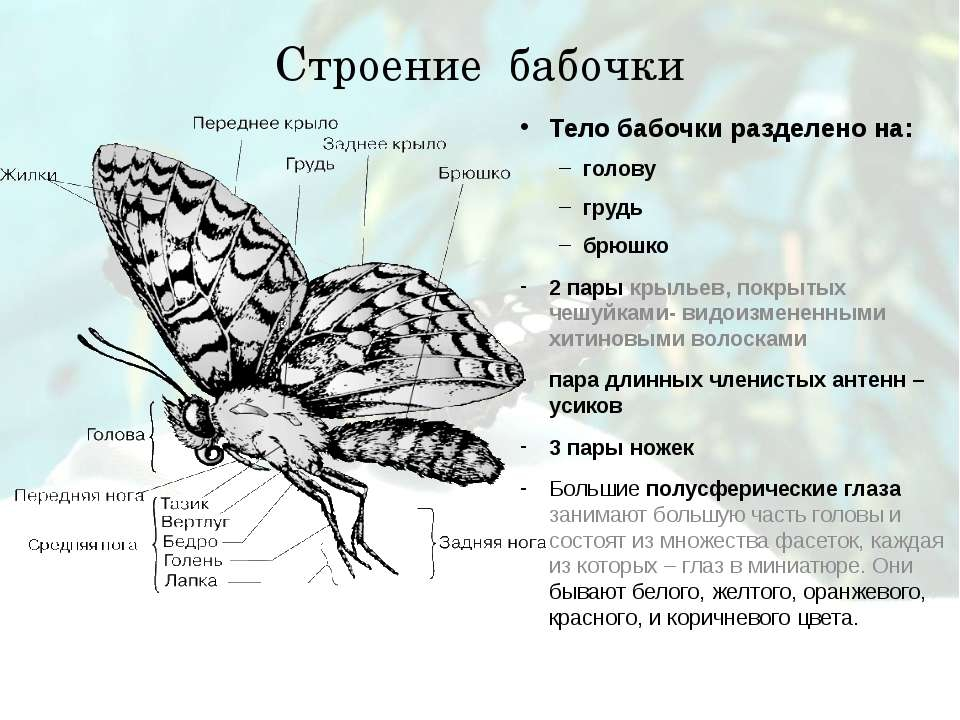 Строение бабочки
Переднее крыло
Заднее крыло
Грудь
Жилки
Брюшко
Голова
Передняя нога
Средняя нога
Тазик
Вертлуг
Бедро
Голень
Лапка
Задняя нога
• Тело бабочки разделено на:
– голову
– грудь
– брюшко
- 2 пары крыльев, покрытых
чешуйками- видоизмененными
хитиновыми волосками
- пара длинных членистых антенн –
усиков
- 3 пары ножек
- Большие полусферические глаза
занимают большую часть головы и
состоят из множества фасеток, каждая
из которых – глаз в миниатюре. Они
бывают белого, желтого, оранжевого,
красного, и коричневого цвета.